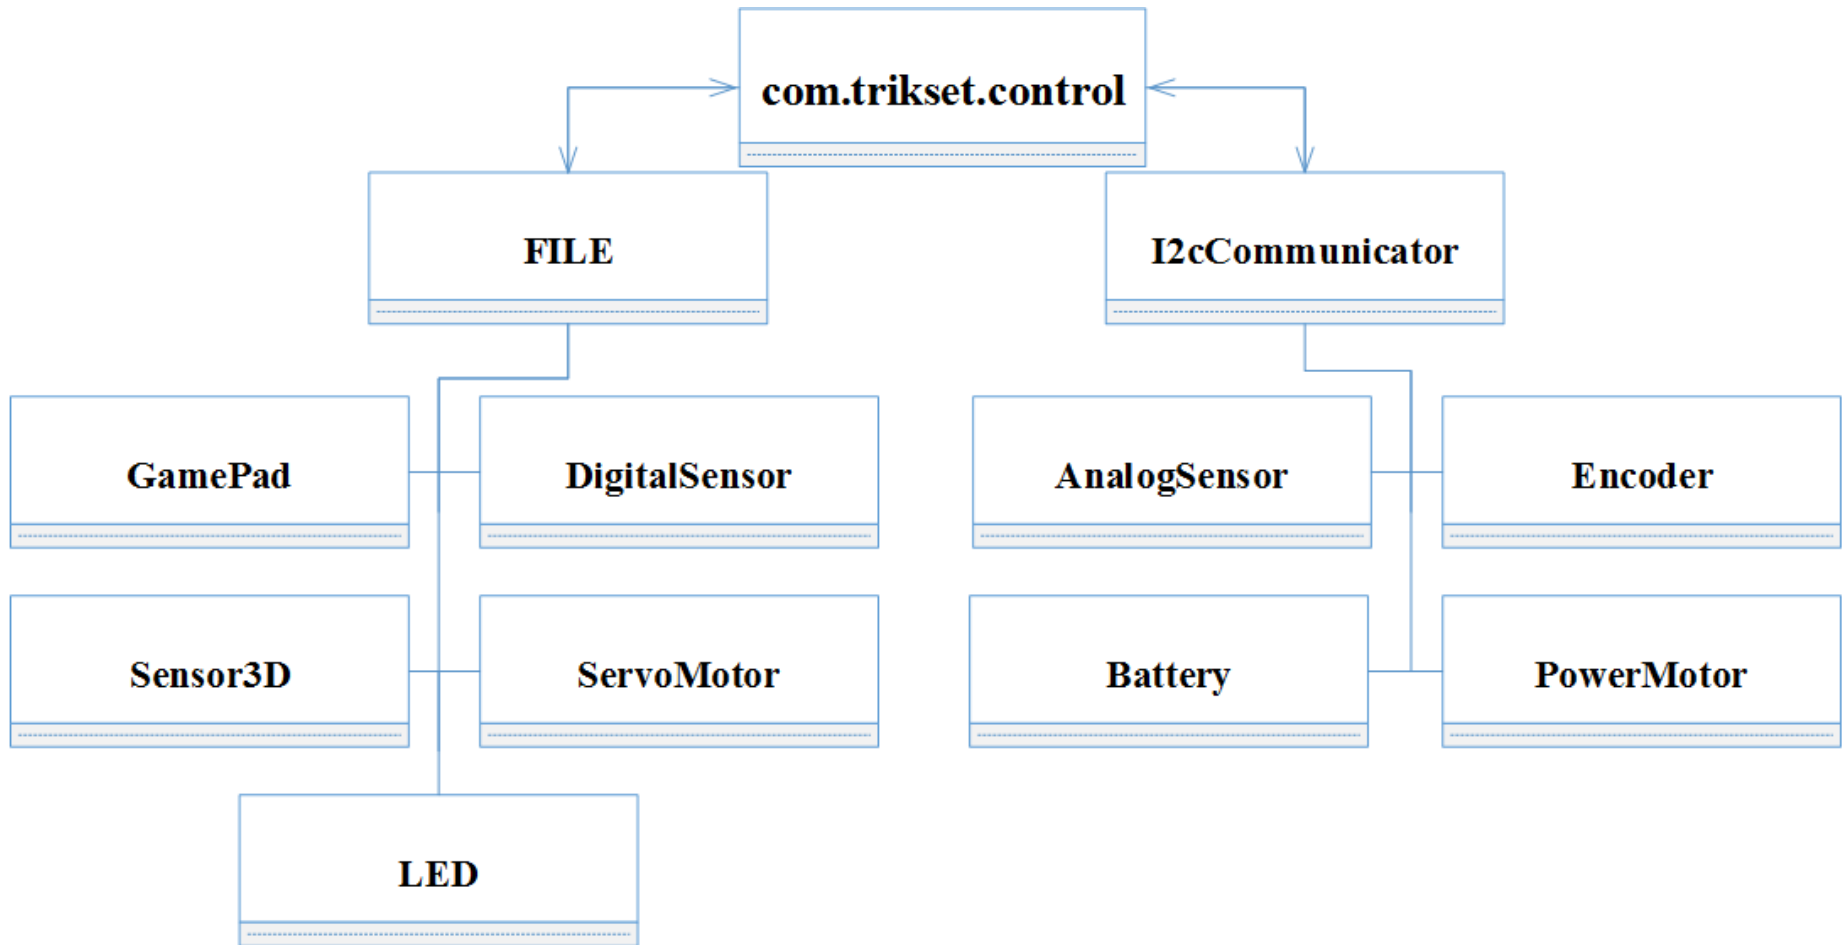 com.trikset.control
FILE
I2cCommunicator
GamePad
DigitalSensor
AnalogSensor
Encoder
Sensor3D
ServoMotor
Battery
PowerMotor
LED